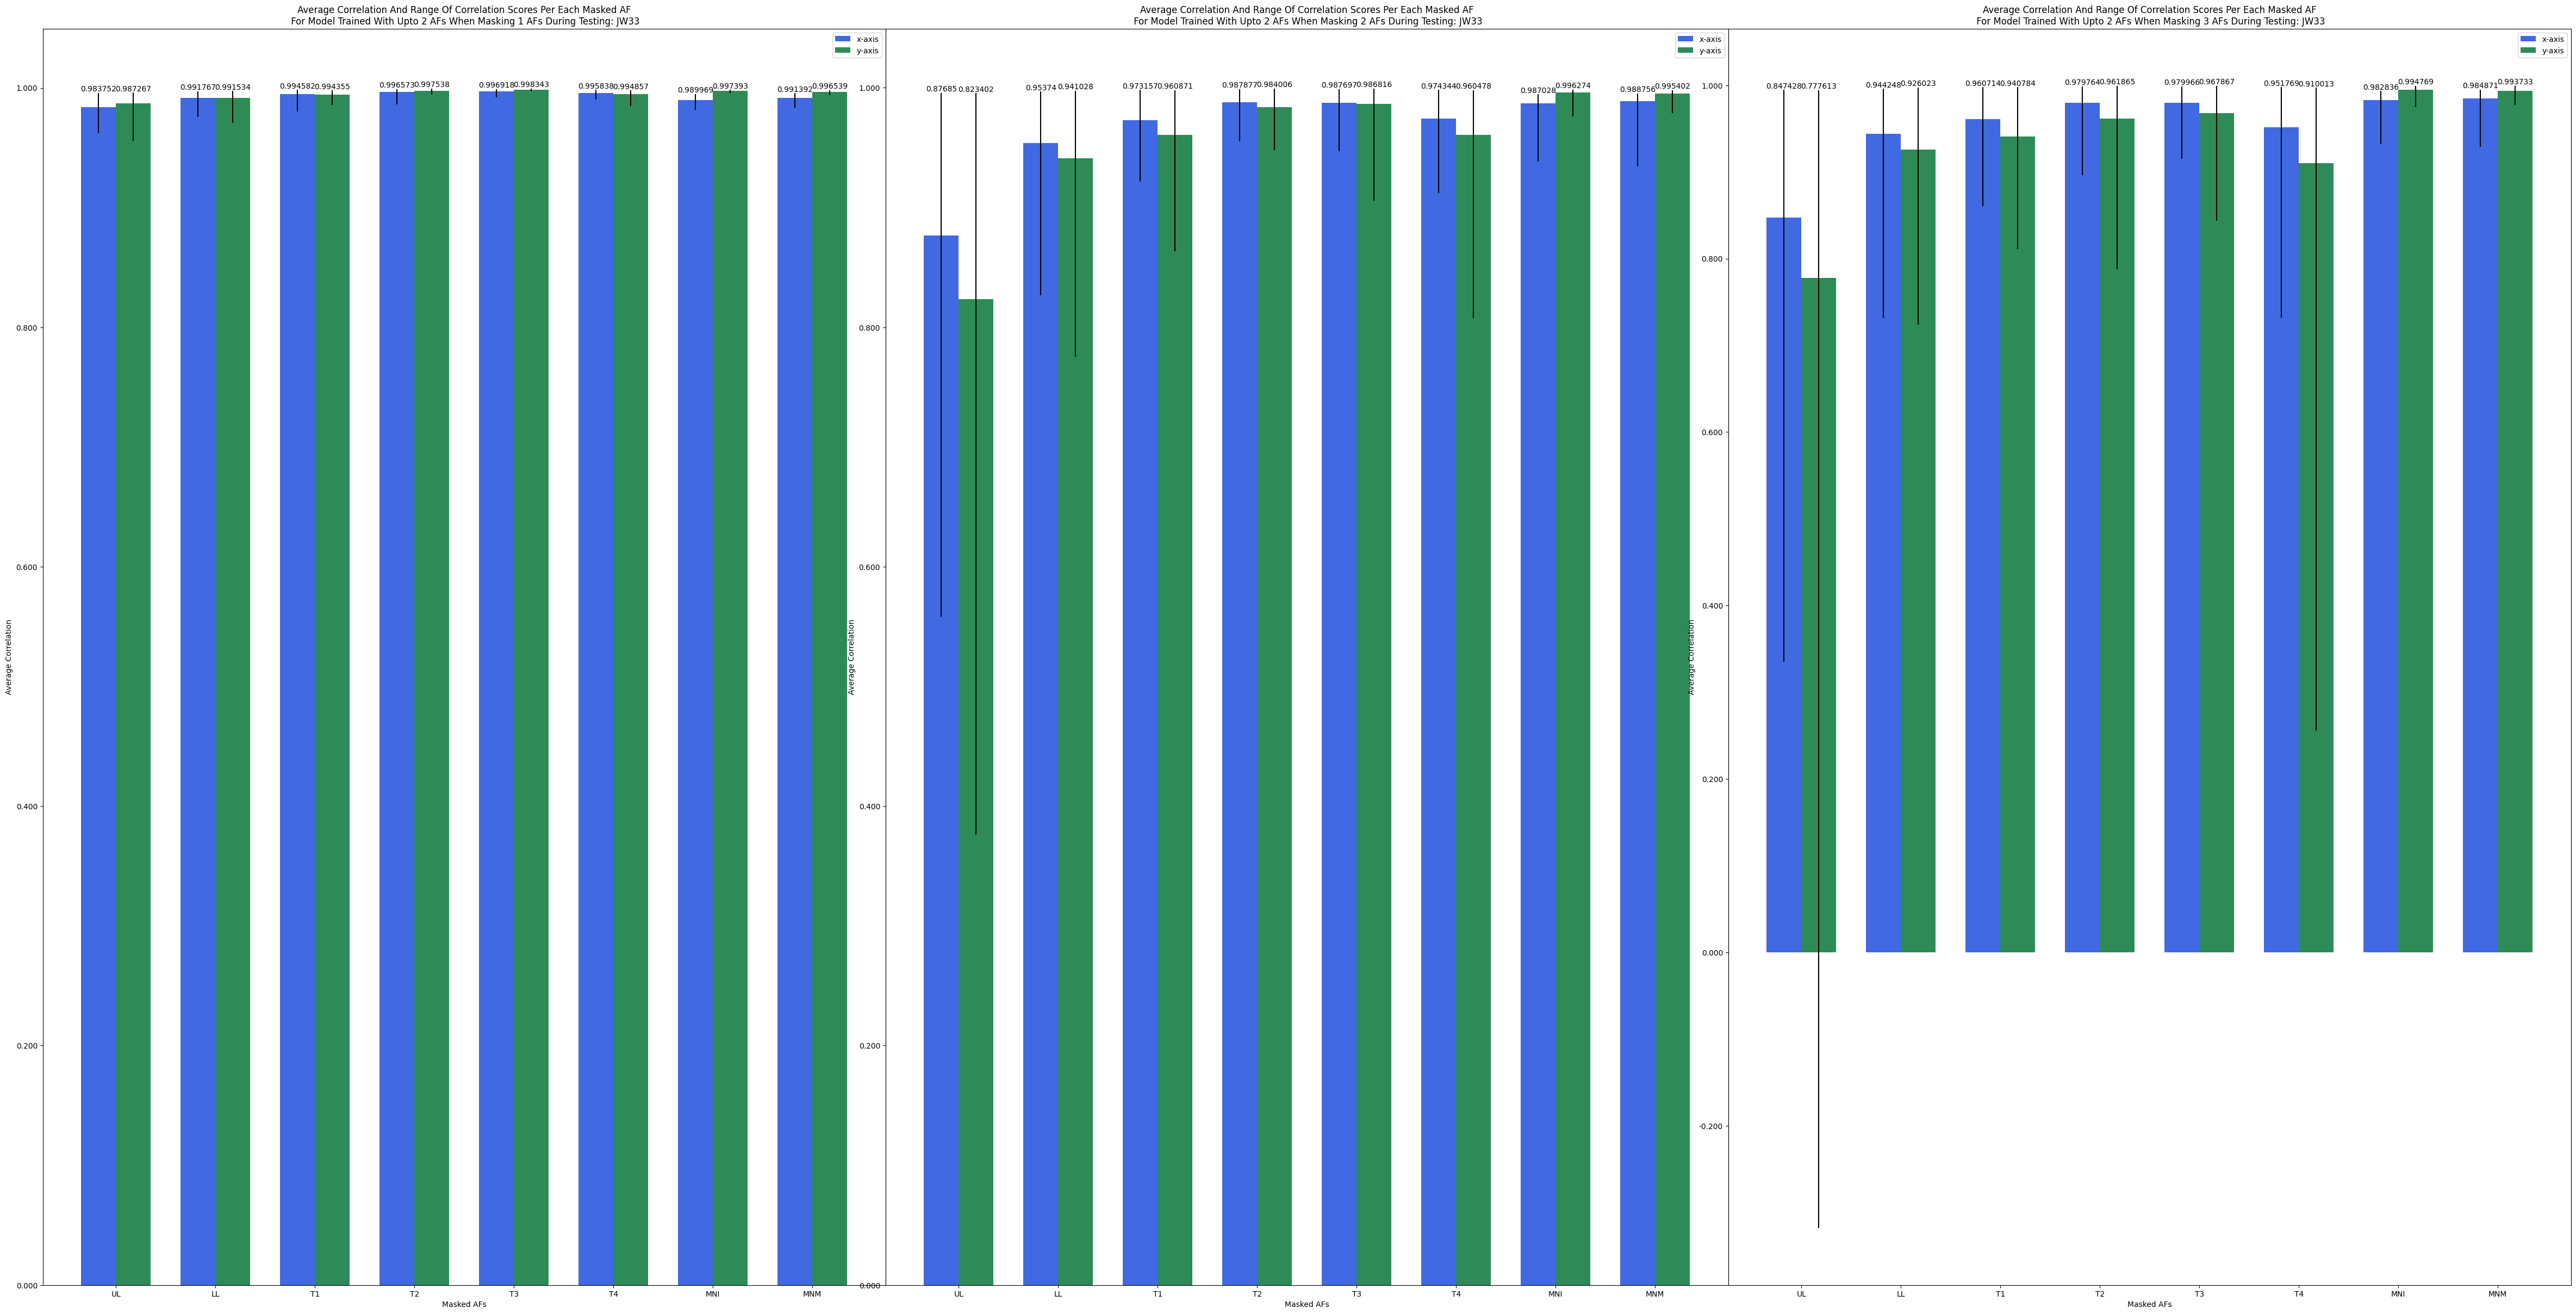 Average Correlation And Range Of Correlation Scores Per Each Masked AF
For Model Trained With Upto 2 AFs When Masking 1 AFs During Testing: JW33
x-axis
y-axis
0.983752 0.987267 0.991767 0.991534 0.994582 0.994355 0.996573 0.997538 0.996918 0.998343 0.995838 0.994857 0.989969 0.997393 0.991392 0.996539
1.000
0.800
0.600
0.400
0.200
0.000
Average Correlation
UL LL T1 T2 T3 T4 MNI MNM
Masked AFs
Average Correlation And Range Of Correlation Scores Per Each Masked AF
For Model Trained With Upto 2 AFs When Masking 2 AFs During Testing: JW33
x-axis
y-axis
0.87685 0.823402 0.95374 0.941028 0.973157 0.960871 0.987877 0.984006 0.987697 0.986816 0.974344 0.960478 0.987028 0.996274 0.988756 0.995402
1.000
0.800
0.600
0.400
0.200
0.000
Average Correlation
UL LL T1 T2 T3 T4 MNI MNM
Masked AFs
Average Correlation And Range Of Correlation Scores Per Each Masked AF
For Model Trained With Upto 2 AFs When Masking 3 AFs During Testing: JW33
x-axis
y-axis
0.847428 0.777613 0.944248 0.926023 0.960714 0.940784 0.979764 0.961865 0.979966 0.967867 0.951769 0.910013 0.982836 0.994769 0.984871 0.993733
1.000
0.800
0.600
0.400
0.200
0.000
-0.200
Average Correlation
UL LL T1 T2 T3 T4 MNI MNM
Masked AFs